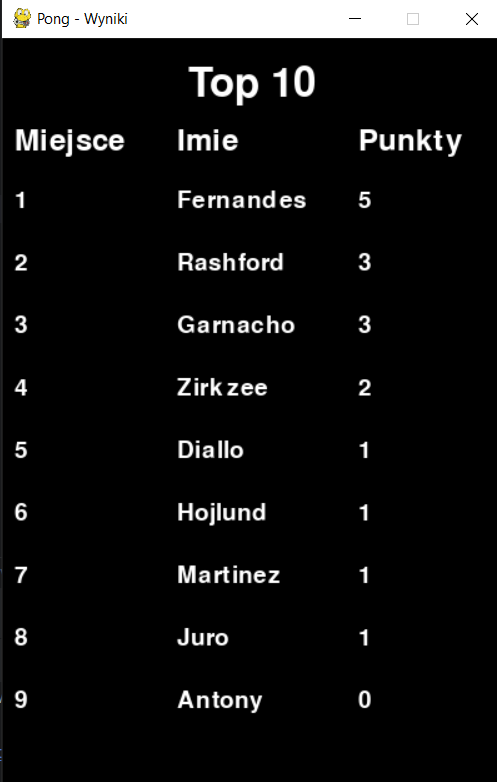 Pong - Wyniki
Top 10
Miejsce Imie Punkty
1 Fernandes 5
2 Rashford 3
3 Garnacho 3
4 Zirkzee 2
5 Diallo 1
6 Hojlund 1
7 Martinez 1
8 Juro 1
9 Antony 0